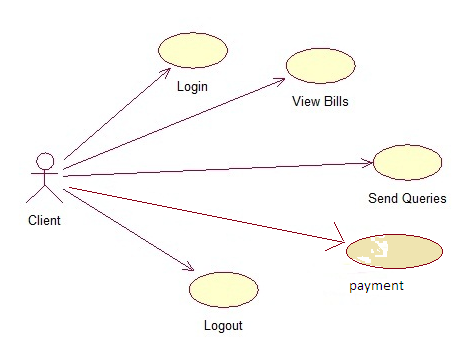 Login
View Bills
Send Queries
Client
payment
Logout